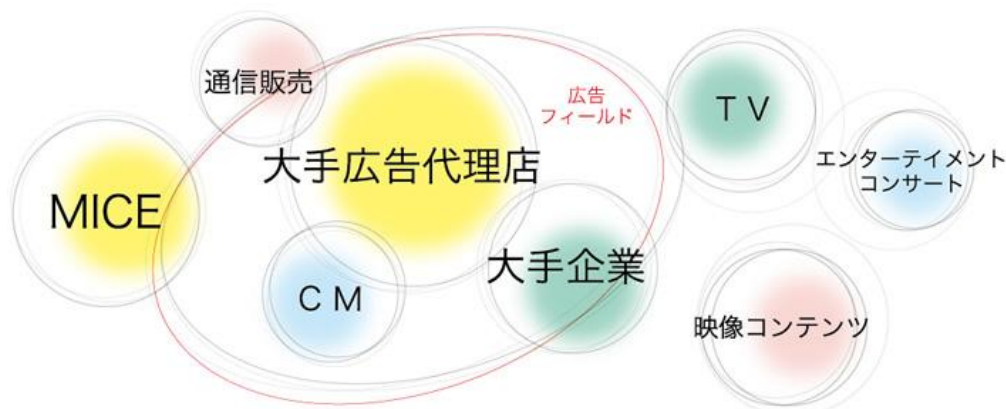 通信販売
広告
フィールド
ＴＶ
大手広告代理店
エンターテイメント
コンサート
MICE
大手企業
ＣＭ
映像コンテンツ